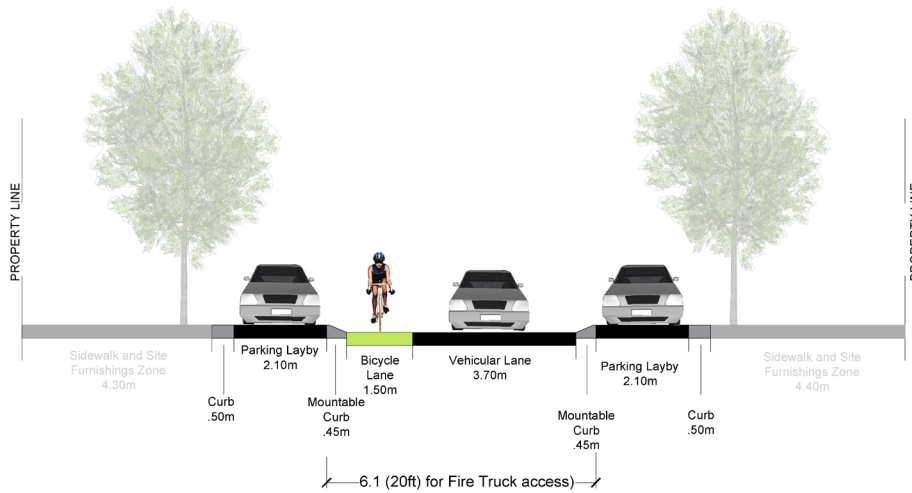 PROPERTY LINE
PROPERTY LINE
Sidewalk and Site
Furnishings Zone
4.30m
Parking Layby
2.10m
Bicycle
Lane
1.50m
Vehicular Lane
3.70m
Parking Layby
2.10m
Sidewalk and Site
Furnishings Zone
4.40m
Curb
.50m
Mountable
Curb
.45m
Mountable
Curb
.45m
Curb
.50m
6.1 (20ft) for Fire Truck access)